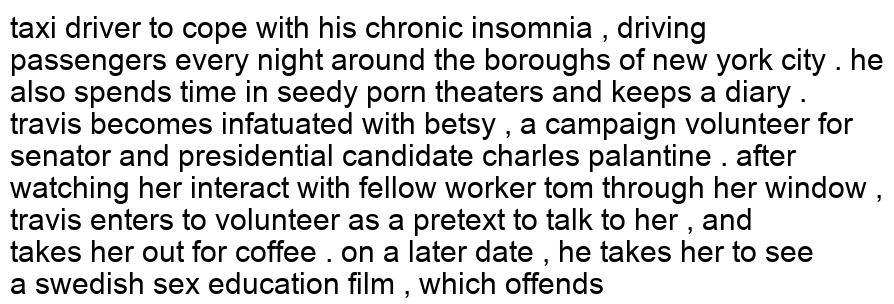 taxi driver to cope with his chronic insomnia , driving
passengers every night around the boroughs of new york city . he
also spends time in seedy porn theaters and keeps a diary .
travis becomes infatuated with betsy , a campaign volunteer for
senator and presidential candidate charles palantine . after
watching her interact with fellow worker tom through her window ,
travis enters to volunteer as a pretext to talk to her , and
takes her out for coffee . on a later date , he takes her to see
a swedish sex education film , which offends